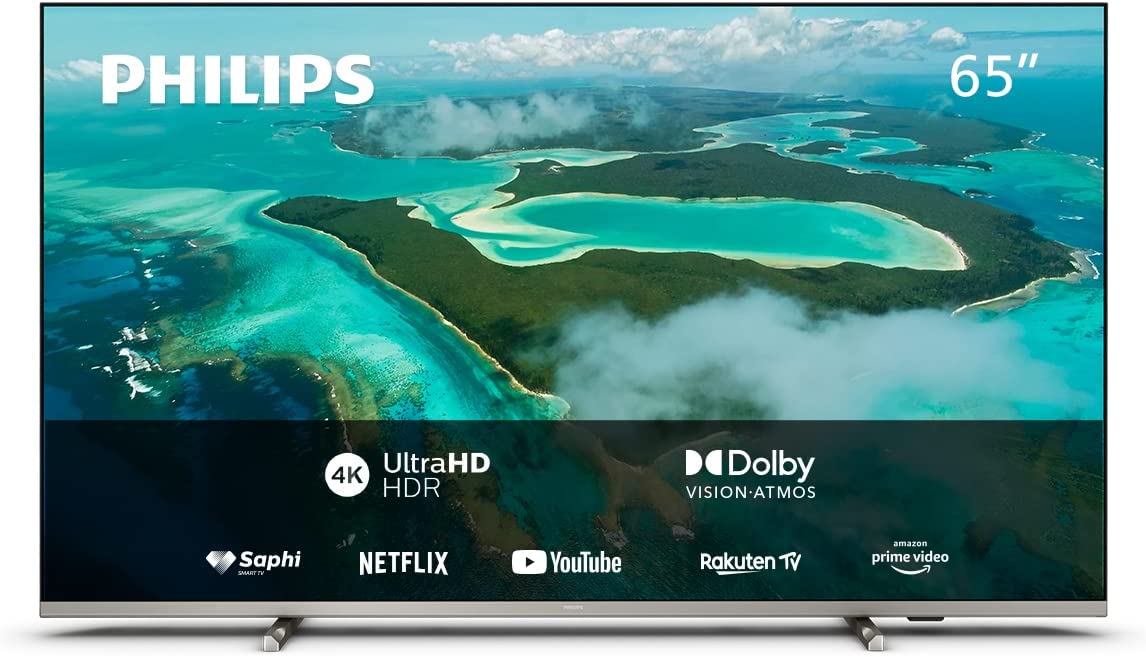 PHILIPS
65"
4K UltraHD
HDR
Dolby
VISION·ATMOS
Saphi
SMART TV
NETFLIX
YouTube
Rakuten TV
amazon
prime video
PHILIPS